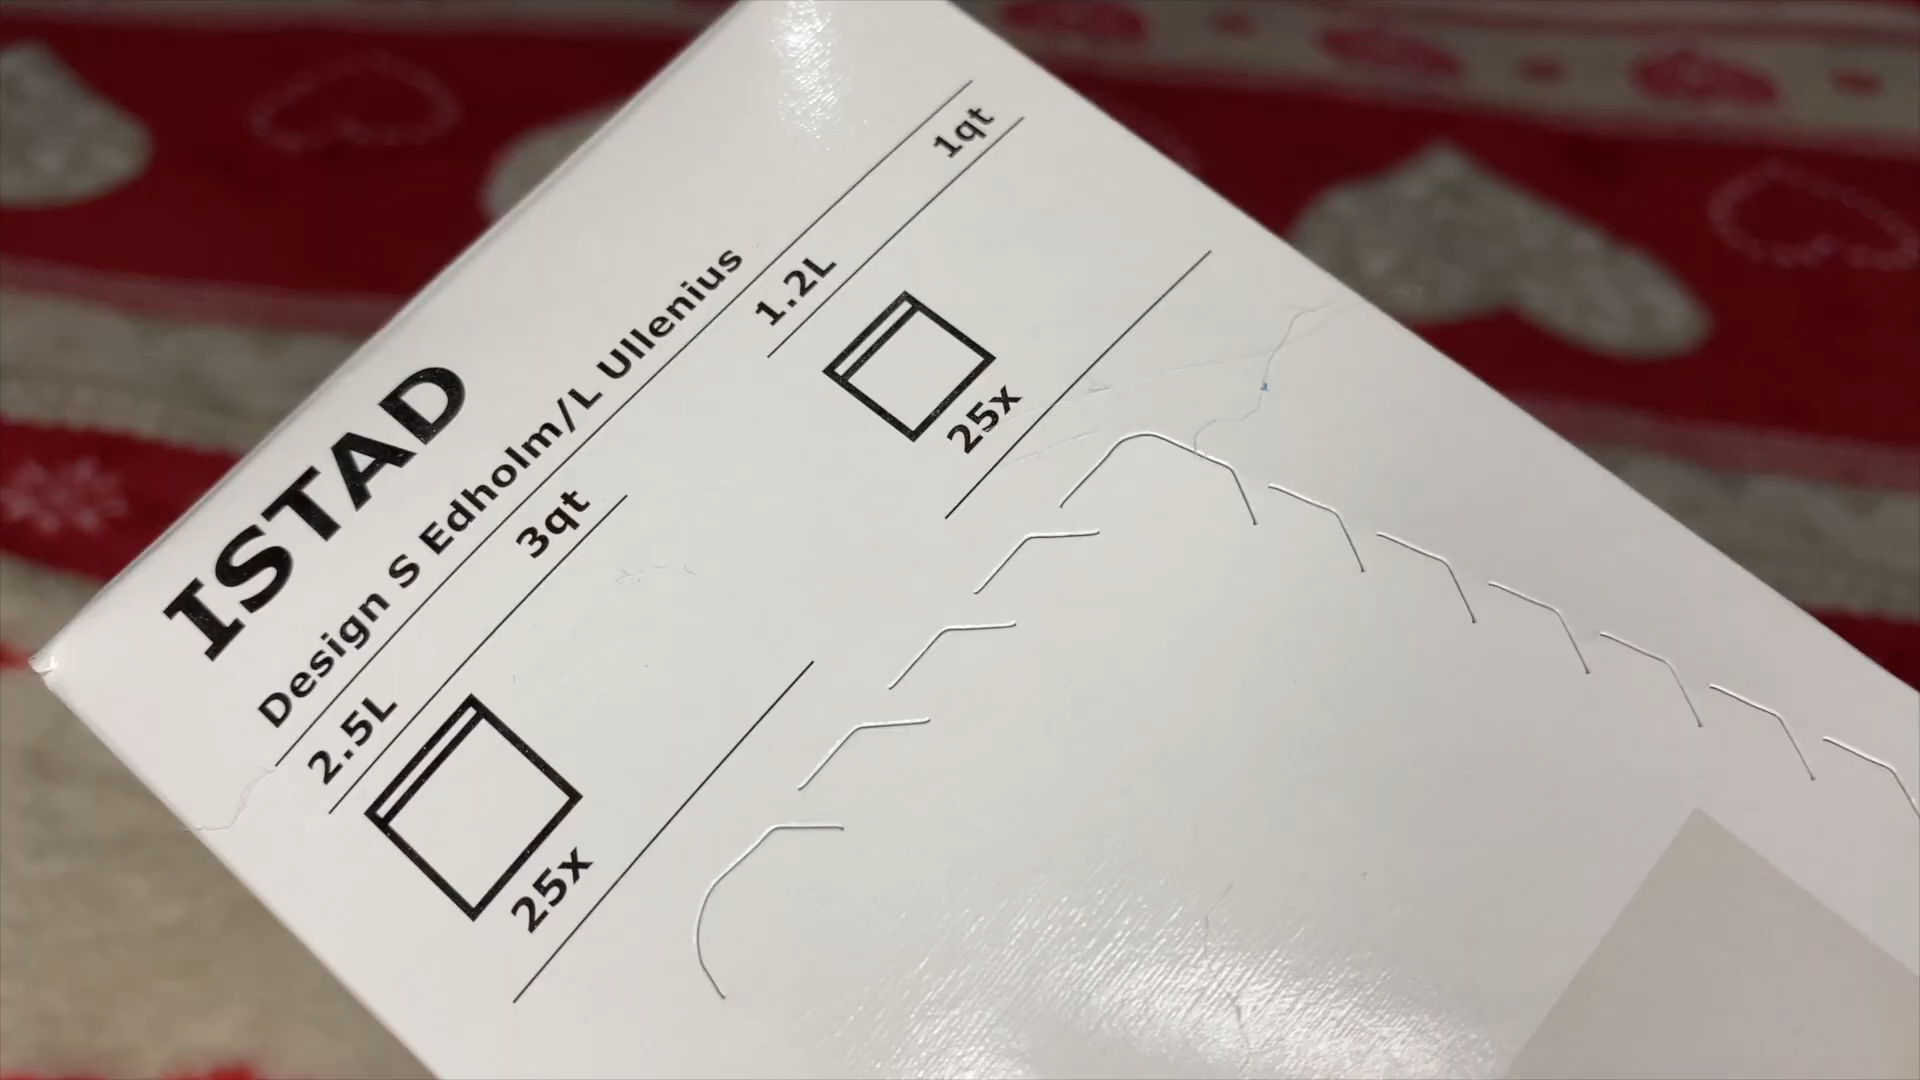 ISTAD
Design S Edholm/L Ullenius
2.5L 3qt
25x
1.2L 1qt
25x